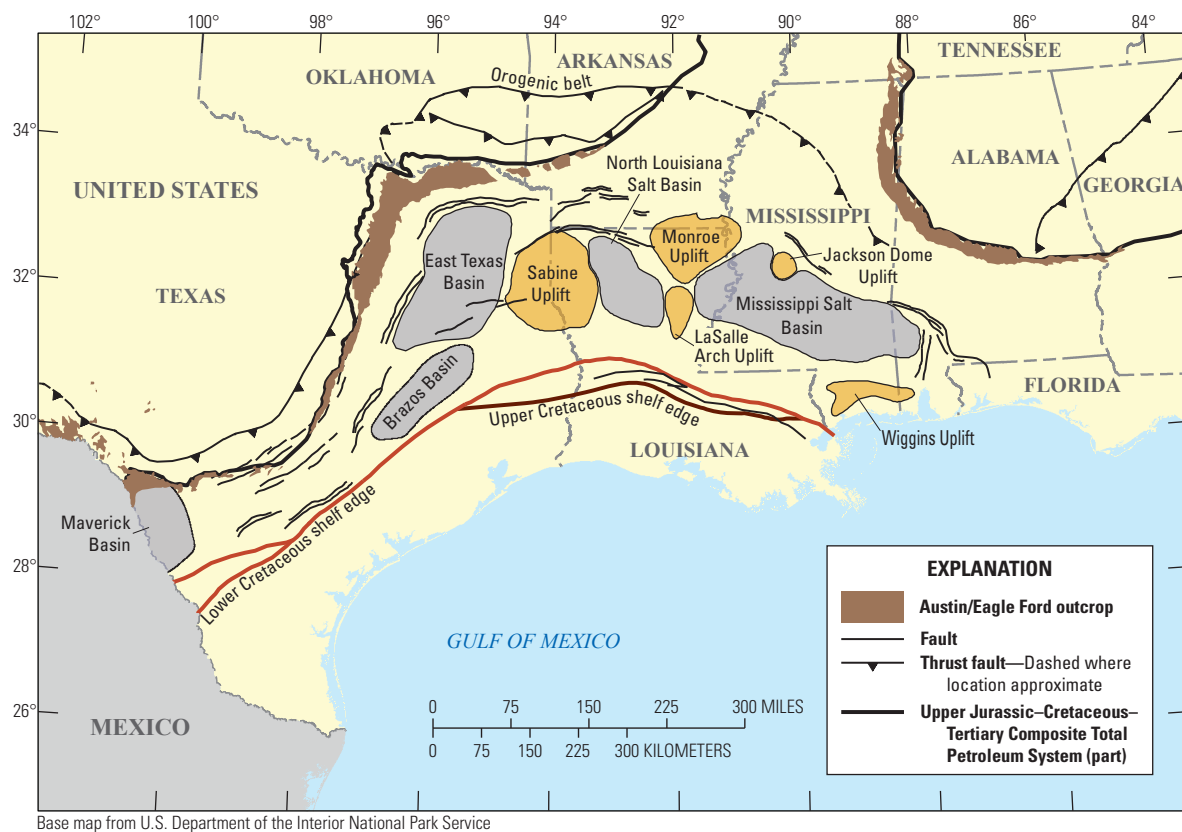 102° 100° 98° 96° 94° 92° 90° 88° 86° 84°
TENNESSEE
ARKANSAS
OKLAHOMA
Orogenic belt
34°
North Louisiana
Salt Basin
ALABAMA
GEORGIA
UNITED STATES
MISSISSIPPI
Monroe
Uplift
Jackson Dome
Uplift
East Texas
Basin
Sabine
Uplift
32°
TEXAS
Mississippi Salt
Basin
LaSalle
Arch Uplift
Brazos Basin
FLORIDA
Upper Cretaceous shelf edge
30°
Wiggins Uplift
LOUISIANA
Maverick
Basin
Lower Cretaceous shelf edge
28°
GULF OF MEXICO
26°
MEXICO
0 75 150 225 300 MILES
0 75 150 225 300 KILOMETERS
EXPLANATION
Austin/Eagle Ford outcrop
Fault
Thrust fault—Dashed where
location approximate
Upper Jurassic–Cretaceous–
Tertiary Composite Total
Petroleum System (part)
Base map from U.S. Department of the Interior National Park Service